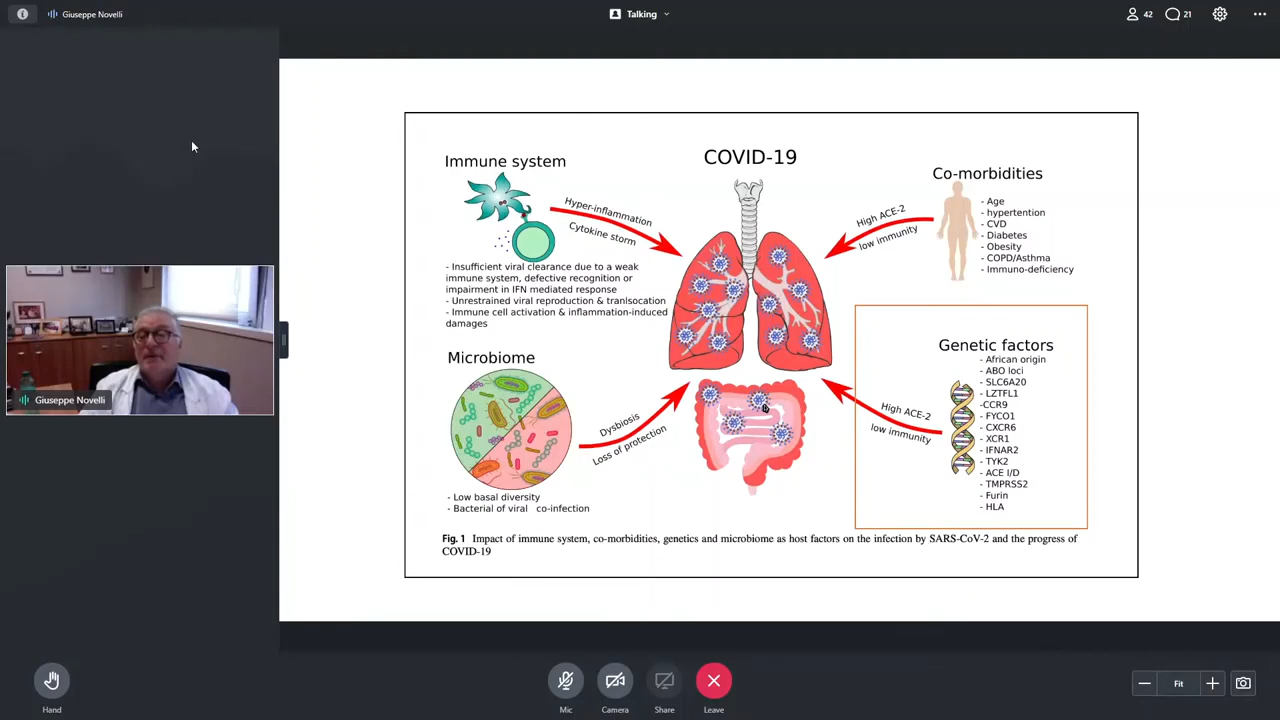 Giuseppe Novelli
Talking
42
21
COVID-19
Immune system
Hyper-inflammation
Cytokine storm
- Insufficient viral clearance due to a weak
immune system, defective recognition or
impairment in IFN mediated response
- Unrestrained viral reproduction & tranlsocation
- Immune cell activation & inflammation-induced
damages
Co-morbidities
High ACE-2
low immunity
- Age
- hypertention
- CVD
- Diabetes
- Obesity
- COPD/Asthma
- Immuno-deficiency
Microbiome
Dysbiosis
Loss of protection
- Low basal diversity
- Bacterial of viral co-infection
Genetic factors
High ACE-2
low immunity
- African origin
- ABO loci
- SLC6A20
- LZTFL1
-CCR9
- FYCO1
- CXCR6
- XCR1
- IFNAR2
- TYK2
- ACE I/D
- TMPRSS2
- Furin
- HLA
Fig. 1 Impact of immune system, co-morbidities, genetics and microbiome as host factors on the infection by SARS-CoV-2 and the progress of
COVID-19
Giuseppe Novelli
Hand
Mic
Camera
Share
Leave
Fit